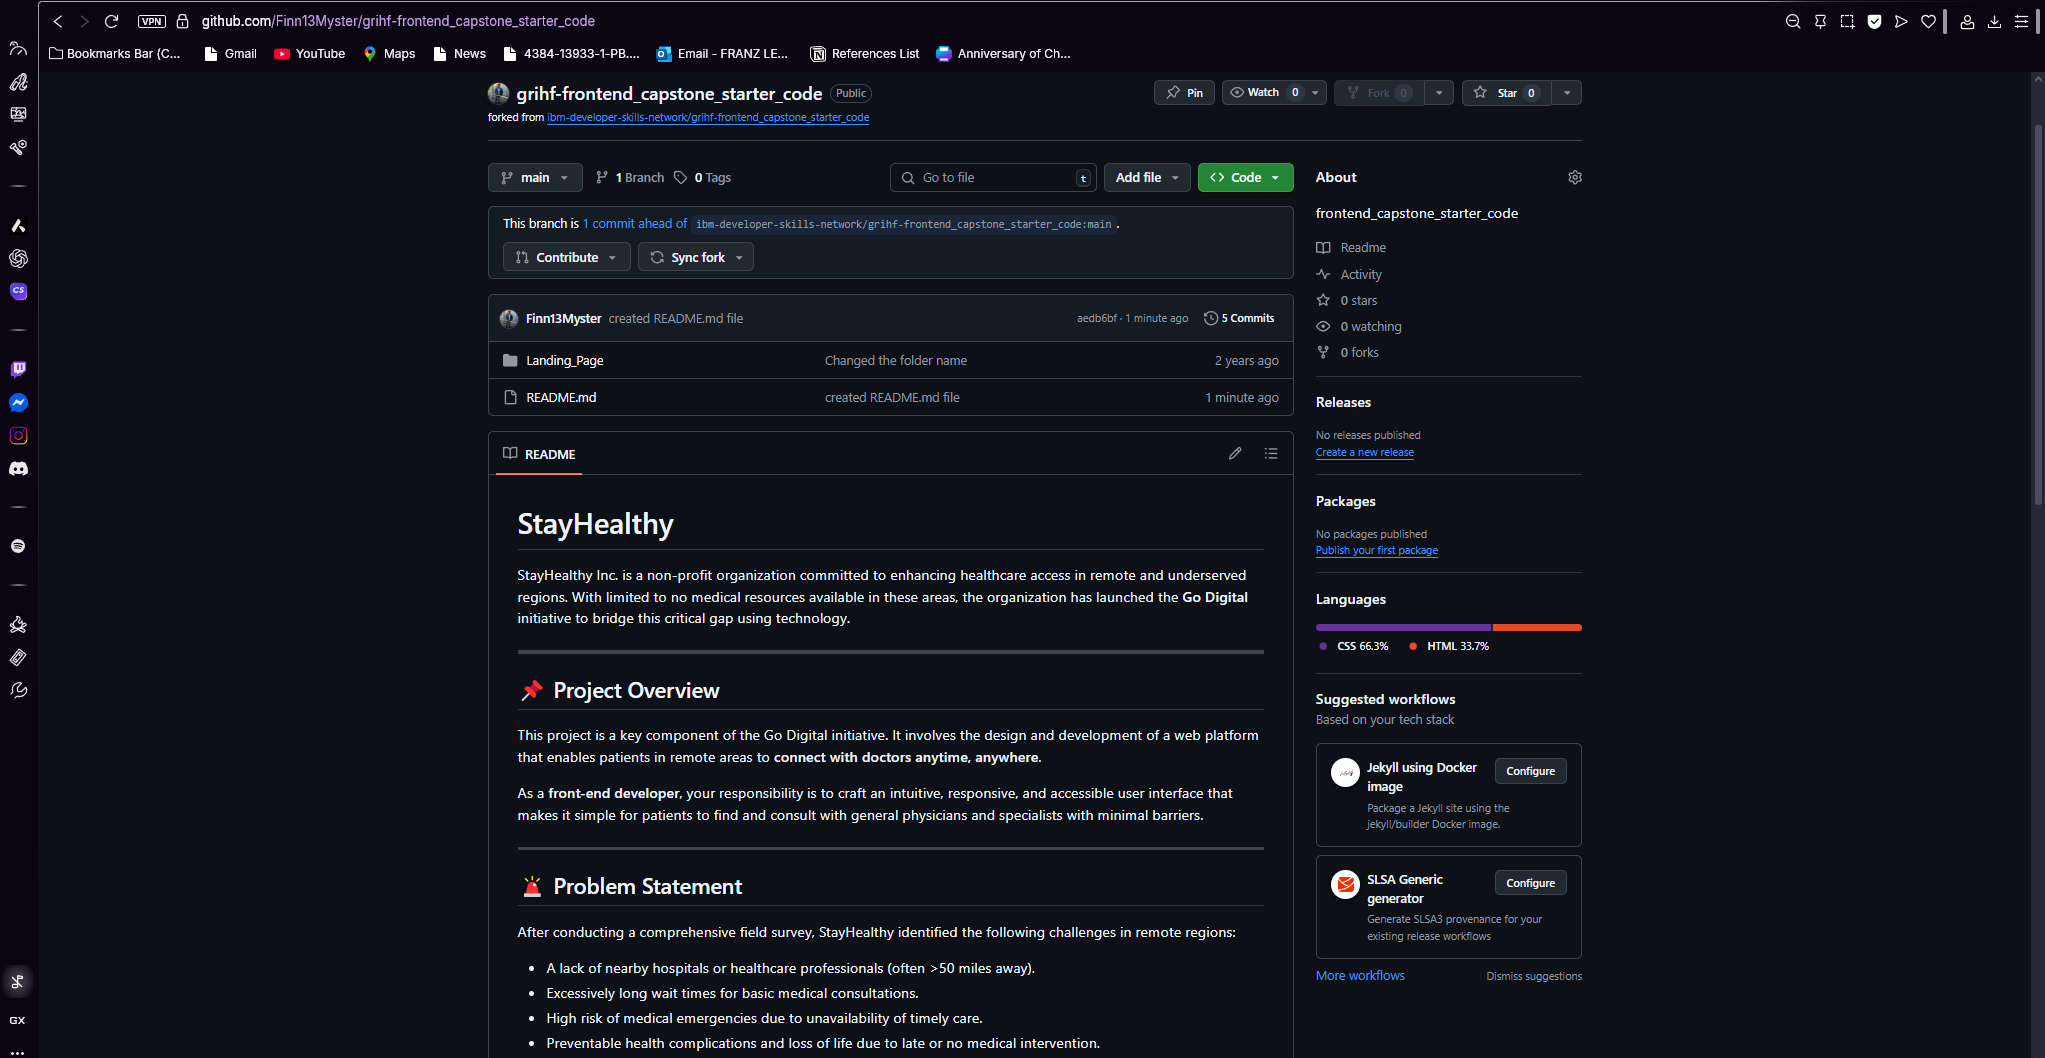 VPN
github.com/Finn13Myster/grihf-frontend_capstone_starter_code
Bookmarks Bar (C...
Gmail
YouTube
Maps
News
4384-13933-1-PB....
Email - FRANZ LE...
References List
Anniversary of Ch...
grihf-frontend_capstone_starter_code
Public
Pin
Watch 0
Fork 0
Star 0
forked from ibm-developer-skills-network/grihf-frontend_capstone_starter_code
main
1 Branch
0 Tags
Go to file
t
Add file
<> Code
This branch is 1 commit ahead of ibm-developer-skills-network/grihf-frontend_capstone_starter_code:main .
Contribute
Sync fork
Finn13Myster created README.md file
aedb6bf · 1 minute ago
5 Commits
Landing_Page
Changed the folder name
2 years ago
README.md
created README.md file
1 minute ago
README
StayHealthy
StayHealthy Inc. is a non-profit organization committed to enhancing healthcare access in remote and underserved
regions. With limited to no medical resources available in these areas, the organization has launched the Go Digital
initiative to bridge this critical gap using technology.
Project Overview
This project is a key component of the Go Digital initiative. It involves the design and development of a web platform
that enables patients in remote areas to connect with doctors anytime, anywhere.
As a front-end developer, your responsibility is to craft an intuitive, responsive, and accessible user interface that
makes it simple for patients to find and consult with general physicians and specialists with minimal barriers.
Problem Statement
After conducting a comprehensive field survey, StayHealthy identified the following challenges in remote regions:
• A lack of nearby hospitals or healthcare professionals (often >50 miles away).
• Excessively long wait times for basic medical consultations.
• High risk of medical emergencies due to unavailability of timely care.
• Preventable health complications and loss of life due to late or no medical intervention.
About
frontend_capstone_starter_code
Readme
Activity
0 stars
0 watching
0 forks
Releases
No releases published
Create a new release
Packages
No packages published
Publish your first package
Languages
CSS 66.3%
HTML 33.7%
Suggested workflows
Based on your tech stack
Jekyll using Docker
image
Configure
Package a Jekyll site using the
jekyll/builder Docker image.
SLSA Generic
generator
Configure
Generate SLSA3 provenance for your
existing release workflows
More workflows
Dismiss suggestions
CS
GX